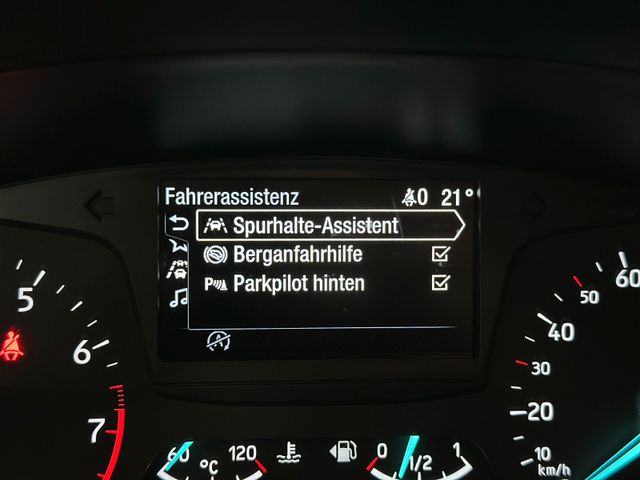 Fahrerassistenz 0 21°
Spurhalte-Assistent
Berganfahrhilfe
Parkpilot hinten
A
5
6
7
60 120
°C
0 1/2 1
60
50
40
30
20
10
km/h